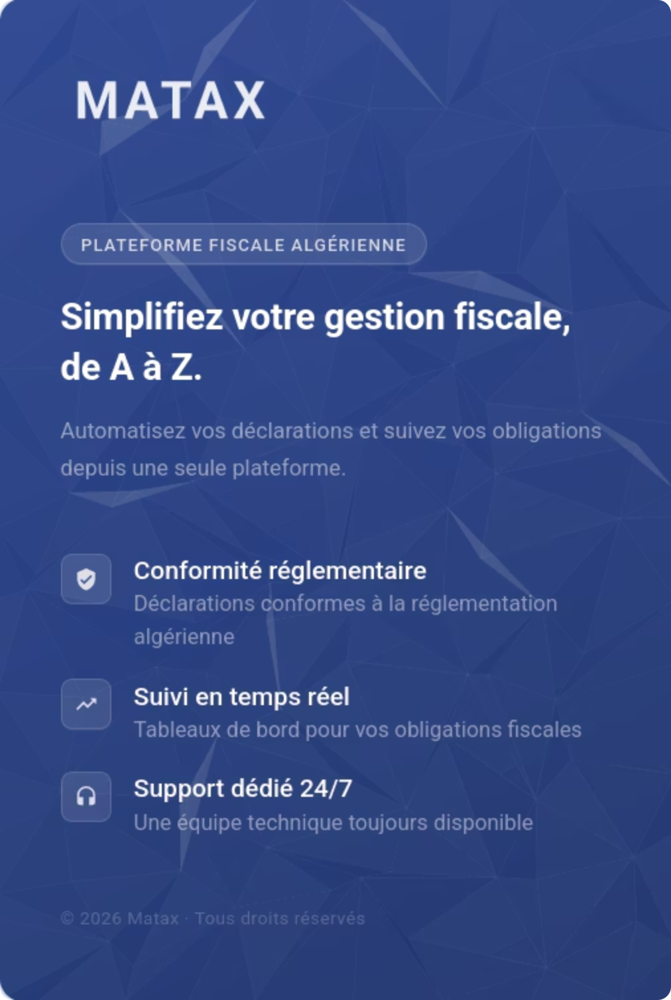 MATAX
PLATEFORME FISCALE ALGÉRIENNE
Simplifiez votre gestion fiscale,
de A à Z.
Automatisez vos déclarations et suivez vos obligations
depuis une seule plateforme.
Conformité réglementaire
Déclarations conformes à la réglementation
algérienne
Suivi en temps réel
Tableaux de bord pour vos obligations fiscales
Support dédié 24/7
Une équipe technique toujours disponible
© 2026 Matax · Tous droits réservés